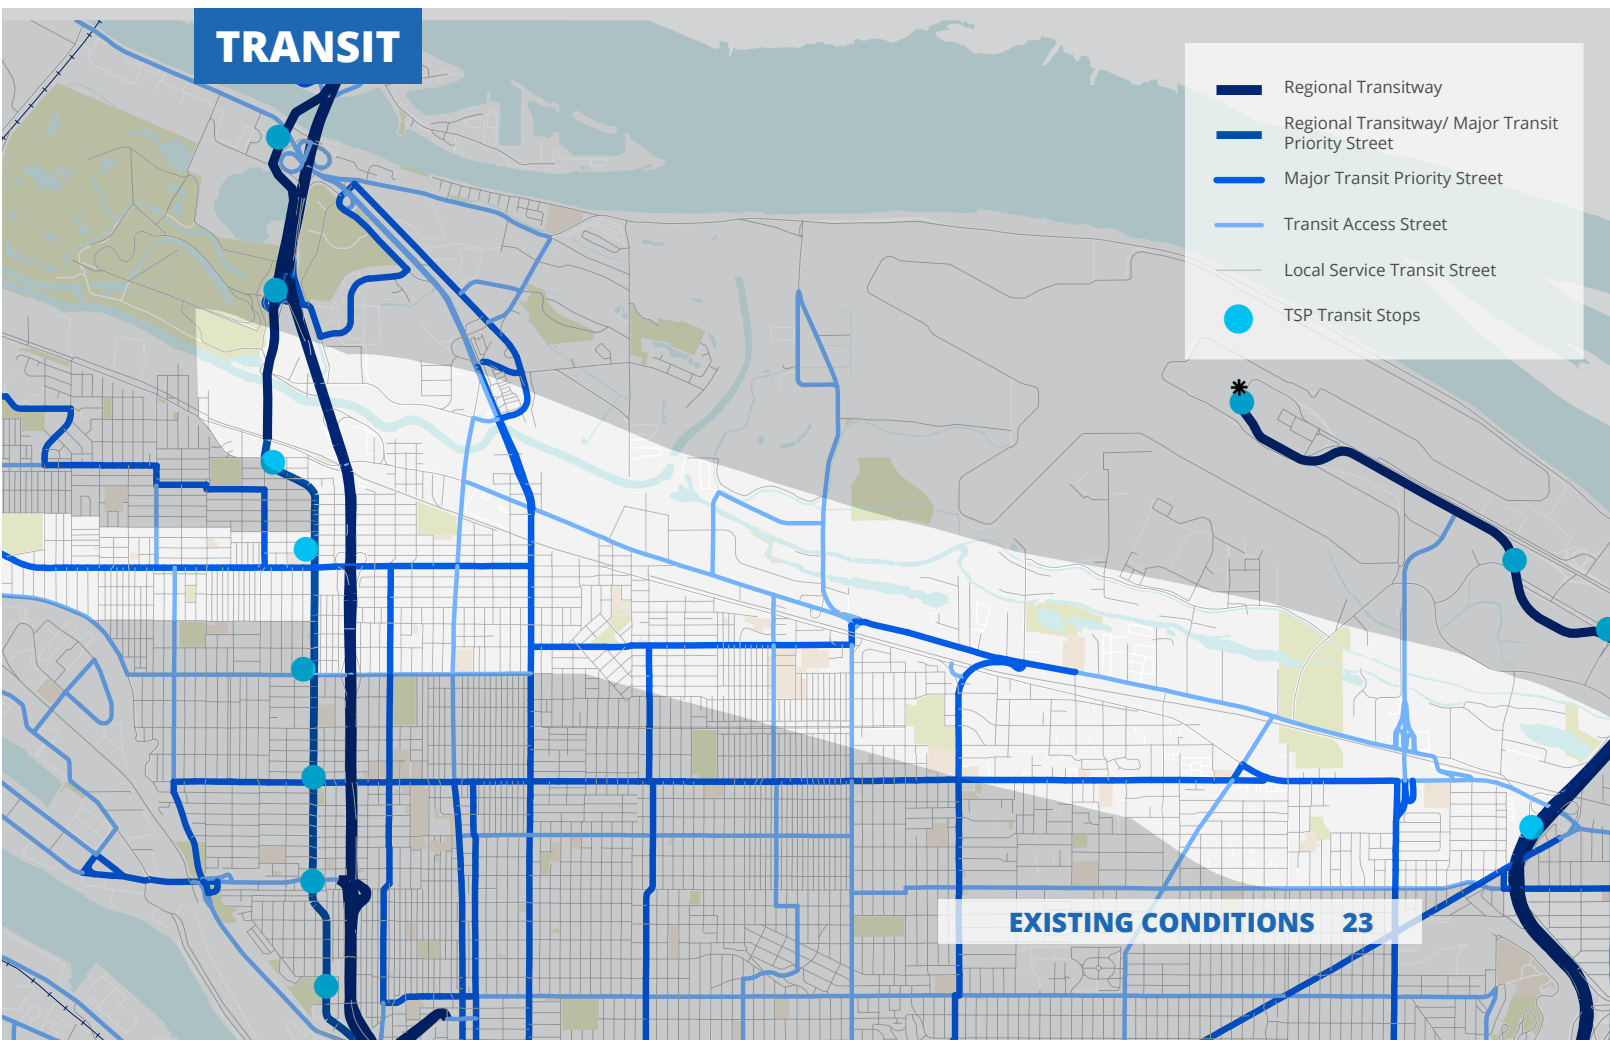 TRANSIT
Regional Transitway
Regional Transitway/ Major Transit
Priority Street
Major Transit Priority Street
Transit Access Street
Local Service Transit Street
TSP Transit Stops
EXISTING CONDITIONS 23